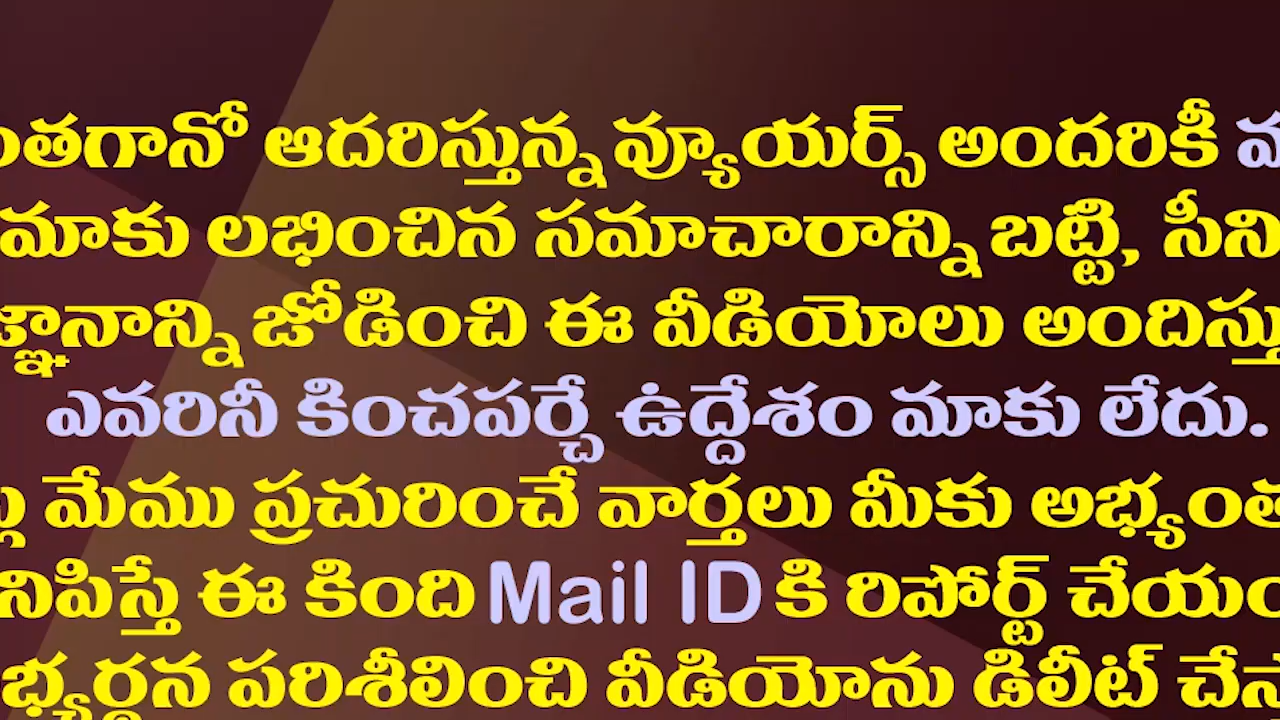 ంతగానో ఆదరిస్తున్న వ్యూయర్స్ అందరికీ
మాకు లభించిన సమాచారాన్ని బట్టి, సీని
జ్ఞానాన్ని జోడించి ఈ వీడియోలు అందిస్తు
ఎవరినీ కించపర్చే ఉద్దేశం మాకు లేదు.
మేము ప్రచురించే వార్తలు మీకు అభ్యంత
నిపిస్తే ఈ కింది Mail ID కి రిపోర్ట్ చేయం
భ్యర్థన పరిశీలించి వీడియోను డిలీట్ చేస